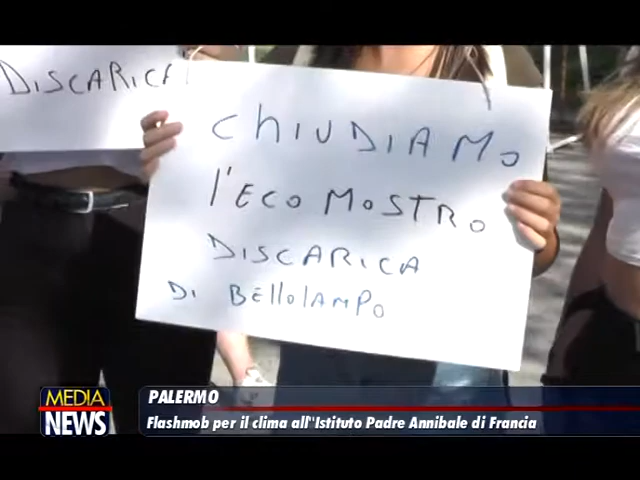 DISCARICA
CHIUDIAMO
l'ECO MOSTRO
DISCARICA
DI BELLOLAMPO
MEDIA
NEWS
PALERMO
Flashmob per il clima all''Istituto Padre Annibale di Francia